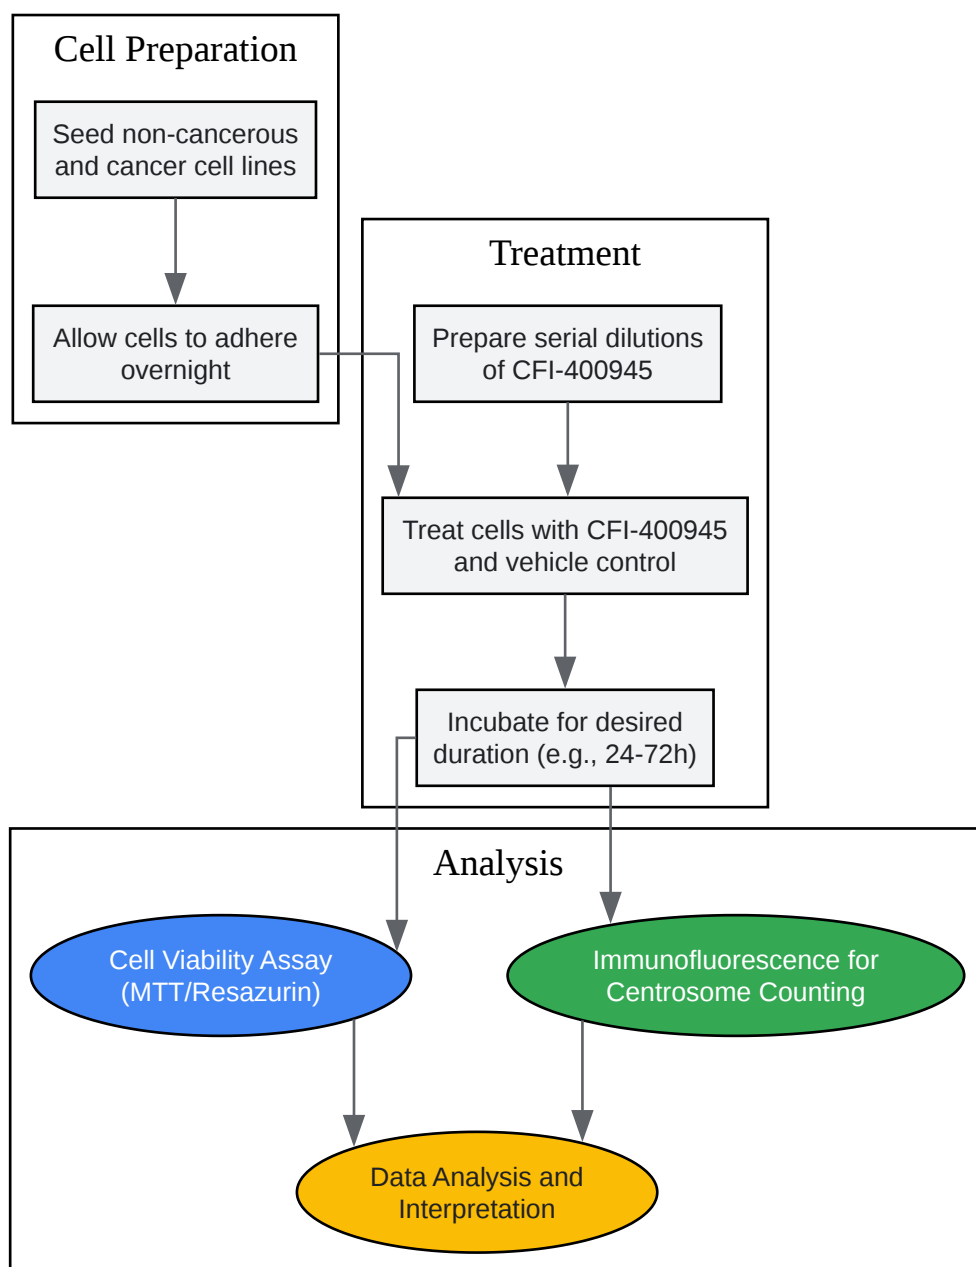 Cell Preparation
Seed non-cancerous
and cancer cell lines
Allow cells to adhere
overnight
Treatment
Prepare serial dilutions
of CFI-400945
Treat cells with CFI-400945
and vehicle control
Incubate for desired
duration (e.g., 24-72h)
Analysis
Cell Viability Assay
(MTT/Resazurin)
Immunofluorescence for
Centrosome Counting
Data Analysis and
Interpretation